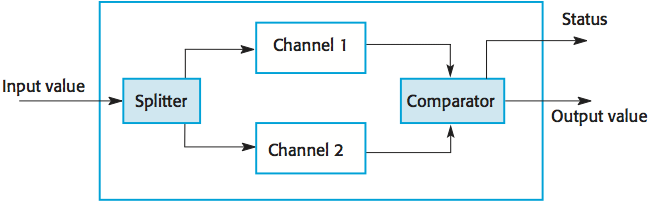 Status
Channel 1
Input value
Splitter
Comparator
Output value
Channel 2